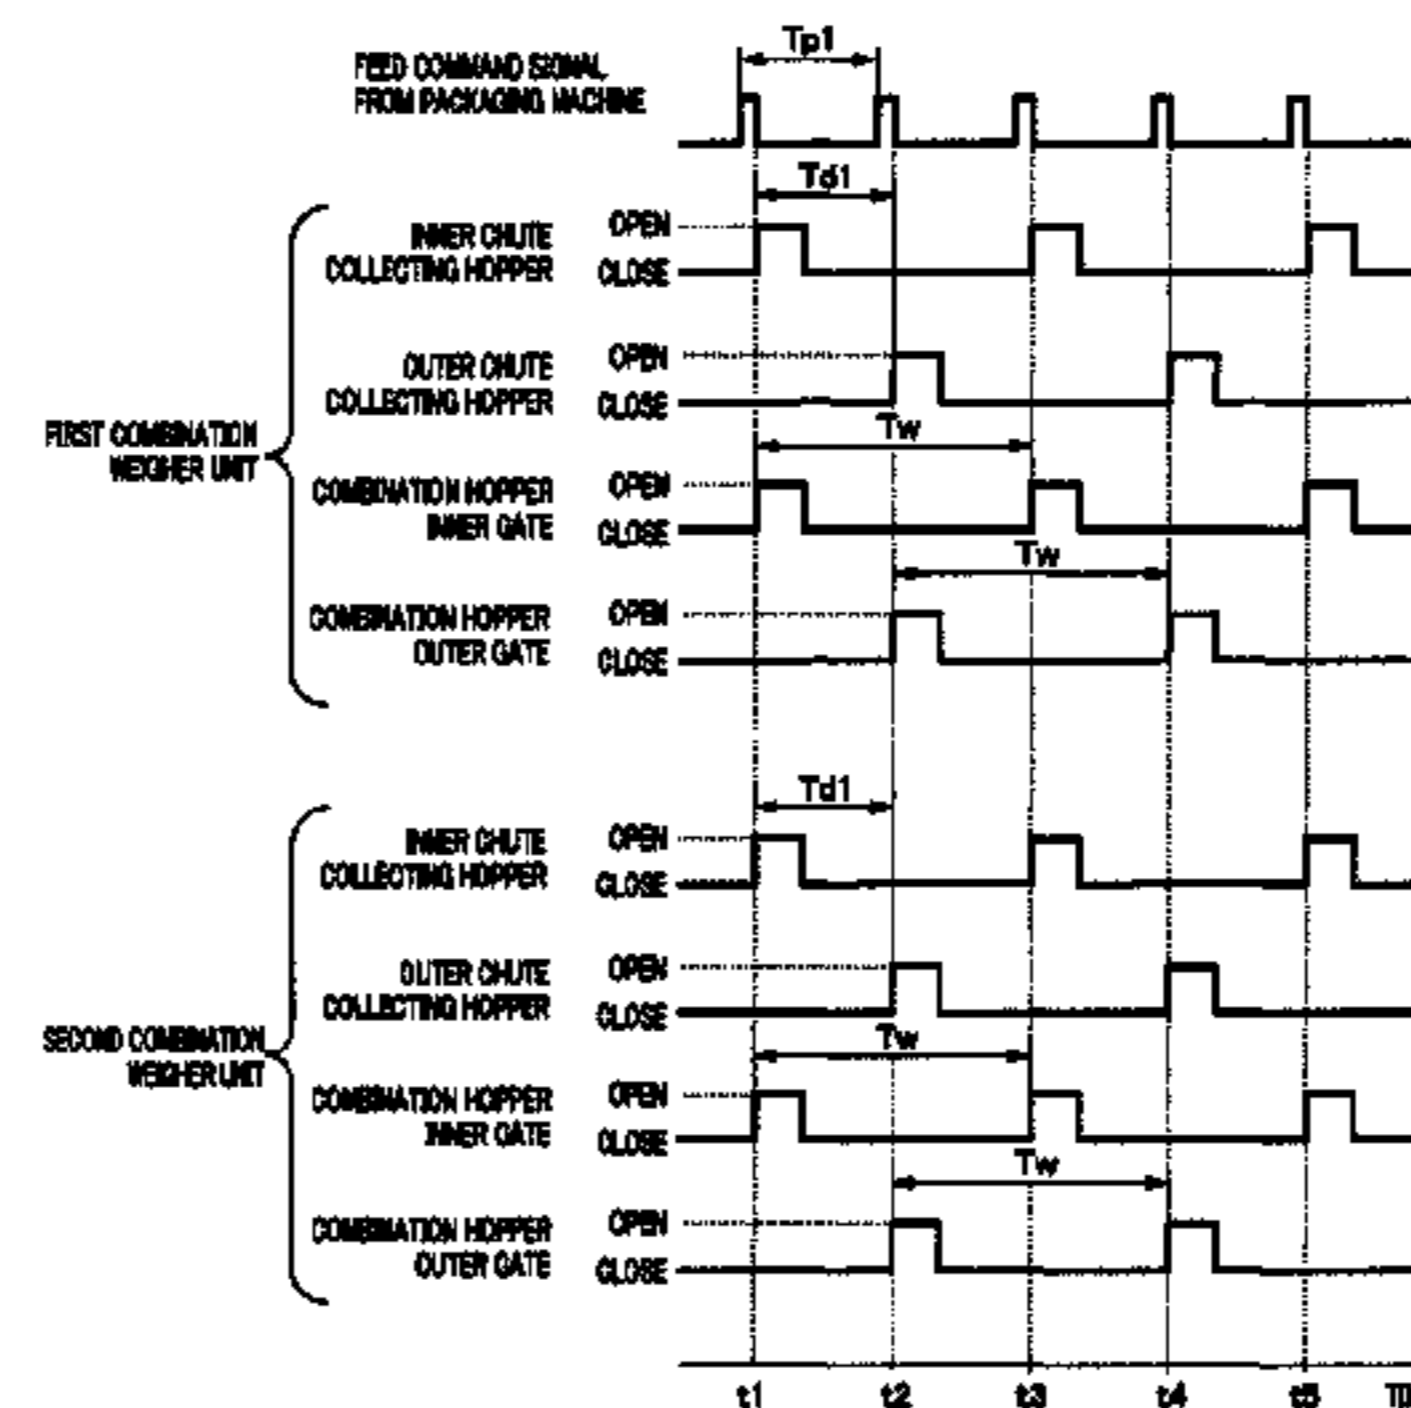 Tp1
FEED COMMAND SIGNAL
FROM PACKAGING MACHINE
Td1
INNER CHUTE
COLLECTING HOPPER
OPEN
CLOSE
OUTER CHUTE
COLLECTING HOPPER
OPEN
CLOSE
Tw
FIRST COMBINATION
WEIGHER UNIT
COMBINATION HOPPER
INNER GATE
OPEN
CLOSE
Tw
COMBINATION HOPPER
OUTER GATE
OPEN
CLOSE
Td1
INNER CHUTE
COLLECTING HOPPER
OPEN
CLOSE
OUTER CHUTE
COLLECTING HOPPER
OPEN
CLOSE
Tw
SECOND COMBINATION
WEIGHER UNIT
COMBINATION HOPPER
INNER GATE
OPEN
CLOSE
Tw
COMBINATION HOPPER
OUTER GATE
OPEN
CLOSE
t1 t2 t3 t4 t5